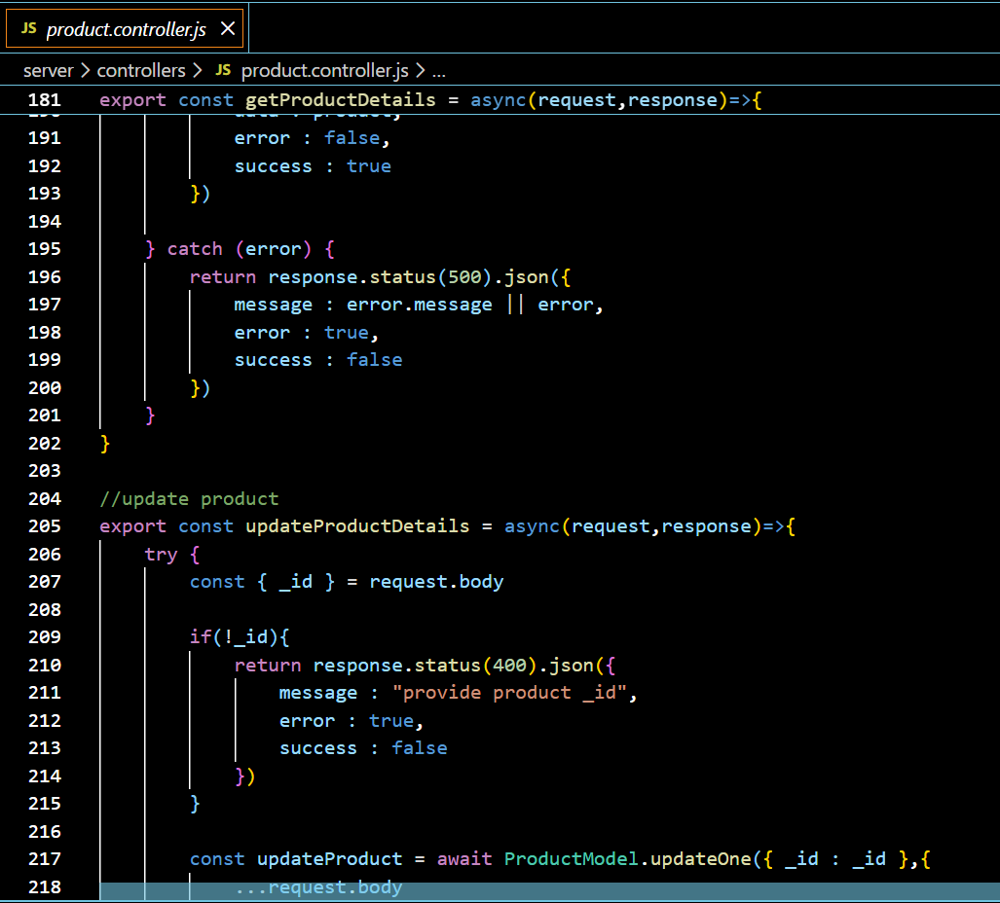 JS product.controller.js ×
server > controllers > JS product.controller.js > ...
181 export const getProductDetails = async(request,response)=>{
190 data : product,
191 error : false,
192 success : true
193 })
194
195 } catch (error) {
196 return response.status(500).json({
197 message : error.message || error,
198 error : true,
199 success : false
200 })
201 }
202 }
203
204 //update product
205 export const updateProductDetails = async(request,response)=>{
206 try {
207 const { _id } = request.body
208
209 if(!_id){
210 return response.status(400).json({
211 message : "provide product _id",
212 error : true,
213 success : false
214 })
215 }
216
217 const updateProduct = await ProductModel.updateOne({ _id : _id },{
218 ...request.body